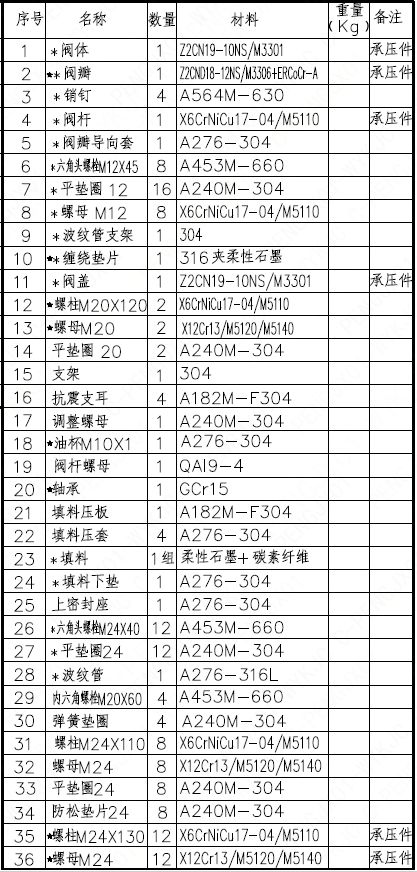 序号 名称 数量 材料 重量(Kg) 备注
1 *阀体 1 Z2CN19-10NS/M3301 承压件
2 **阀瓣 1 Z2CND18-12NS/M3306+ERCoCr-A 承压件
3 *销钉 4 A564M-630
4 *阀杆 1 X6CrNiCu17-04/M5110 承压件
5 *阀瓣导向套 1 A276-304
6 *六角头螺栓M12X45 8 A453M-660
7 *平垫圈 12 16 A240M-304
8 *螺母 M12 8 X6CrNiCu17-04/M5110
9 *波纹管支架 1 304
10 **缠绕垫片 1 316夹柔性石墨
11 *阀盖 1 Z2CN19-10NS/M3301 承压件
12 *螺柱M20X120 2 X6CrNiCu17-04/M5110
13 *螺母M20 2 X12Cr13/M5120/M5140
14 平垫圈 20 2 A240M-304
15 支架 1 304
16 抗震支耳 4 A182M-F304
17 调整螺母 1 A240M-304
18 *油杯M10X1 1 A276-304
19 阀杆螺母 1 QAl9-4
20 *轴承 1 GCr15
21 填料压板 1 A182M-F304
22 填料压套 4 A276-304
23 *填料 1组 柔性石墨+碳素纤维
24 *填料下垫 1 A276-304
25 上密封座 1 A276-304
26 *六角头螺栓M24X40 12 A453M-660
27 *平垫圈24 12 A240M-304
28 *波纹管 1 A276-316L
29 内六角螺栓M20X60 4 A453M-660
30 弹簧垫圈 4 A240M-304
31 螺柱M24X110 8 X6CrNiCu17-04/M5110
32 螺母M24 8 X12Cr13/M5120/M5140
33 平垫圈24 8 A240M-304
34 防松垫片24 8 A240M-304
35 *螺柱M24X130 12 X6CrNiCu17-04/M5110 承压件
36 *螺母M24 12 X12Cr13/M5120/M5140 承压件